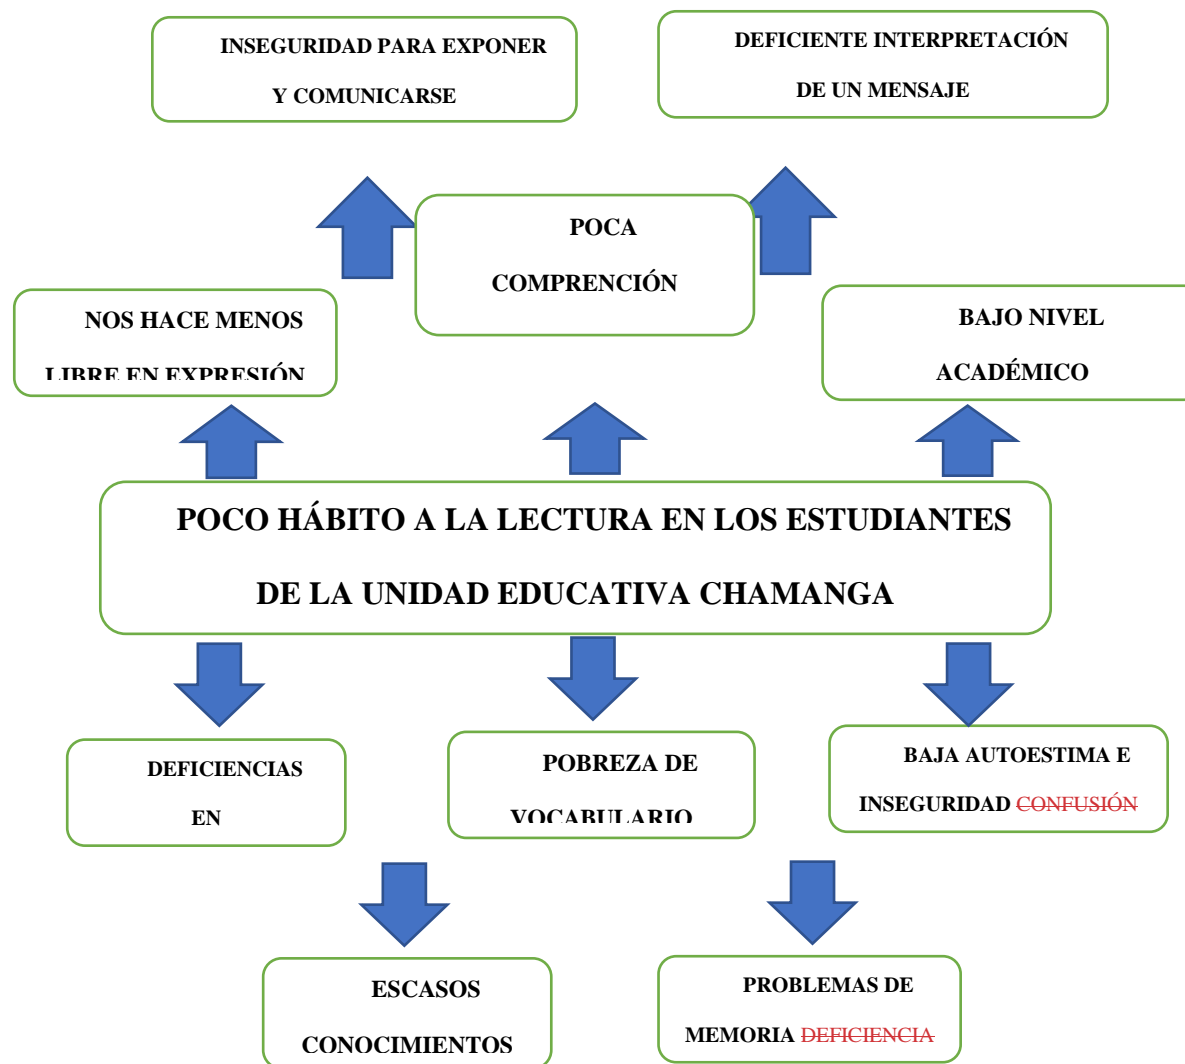 INSEGURIDAD PARA EXPONER
Y COMUNICARSE
DEFICIENTE INTERPRETACIÓN
DE UN MENSAJE
POCA
COMPRENCIÓN
NOS HACE MENOS
LIBRE EN EXPRESIÓN
BAJO NIVEL
ACADÉMICO
POCO HÁBITO A LA LECTURA EN LOS ESTUDIANTES
DE LA UNIDAD EDUCATIVA CHAMANGA
DEFICIENCIAS
EN
POBREZA DE
VOCABULARIO
BAJA AUTOESTIMA E
INSEGURIDAD CONFUSIÓN
ESCASOS
CONOCIMIENTOS
PROBLEMAS DE
MEMORIA DEFICIENCIA